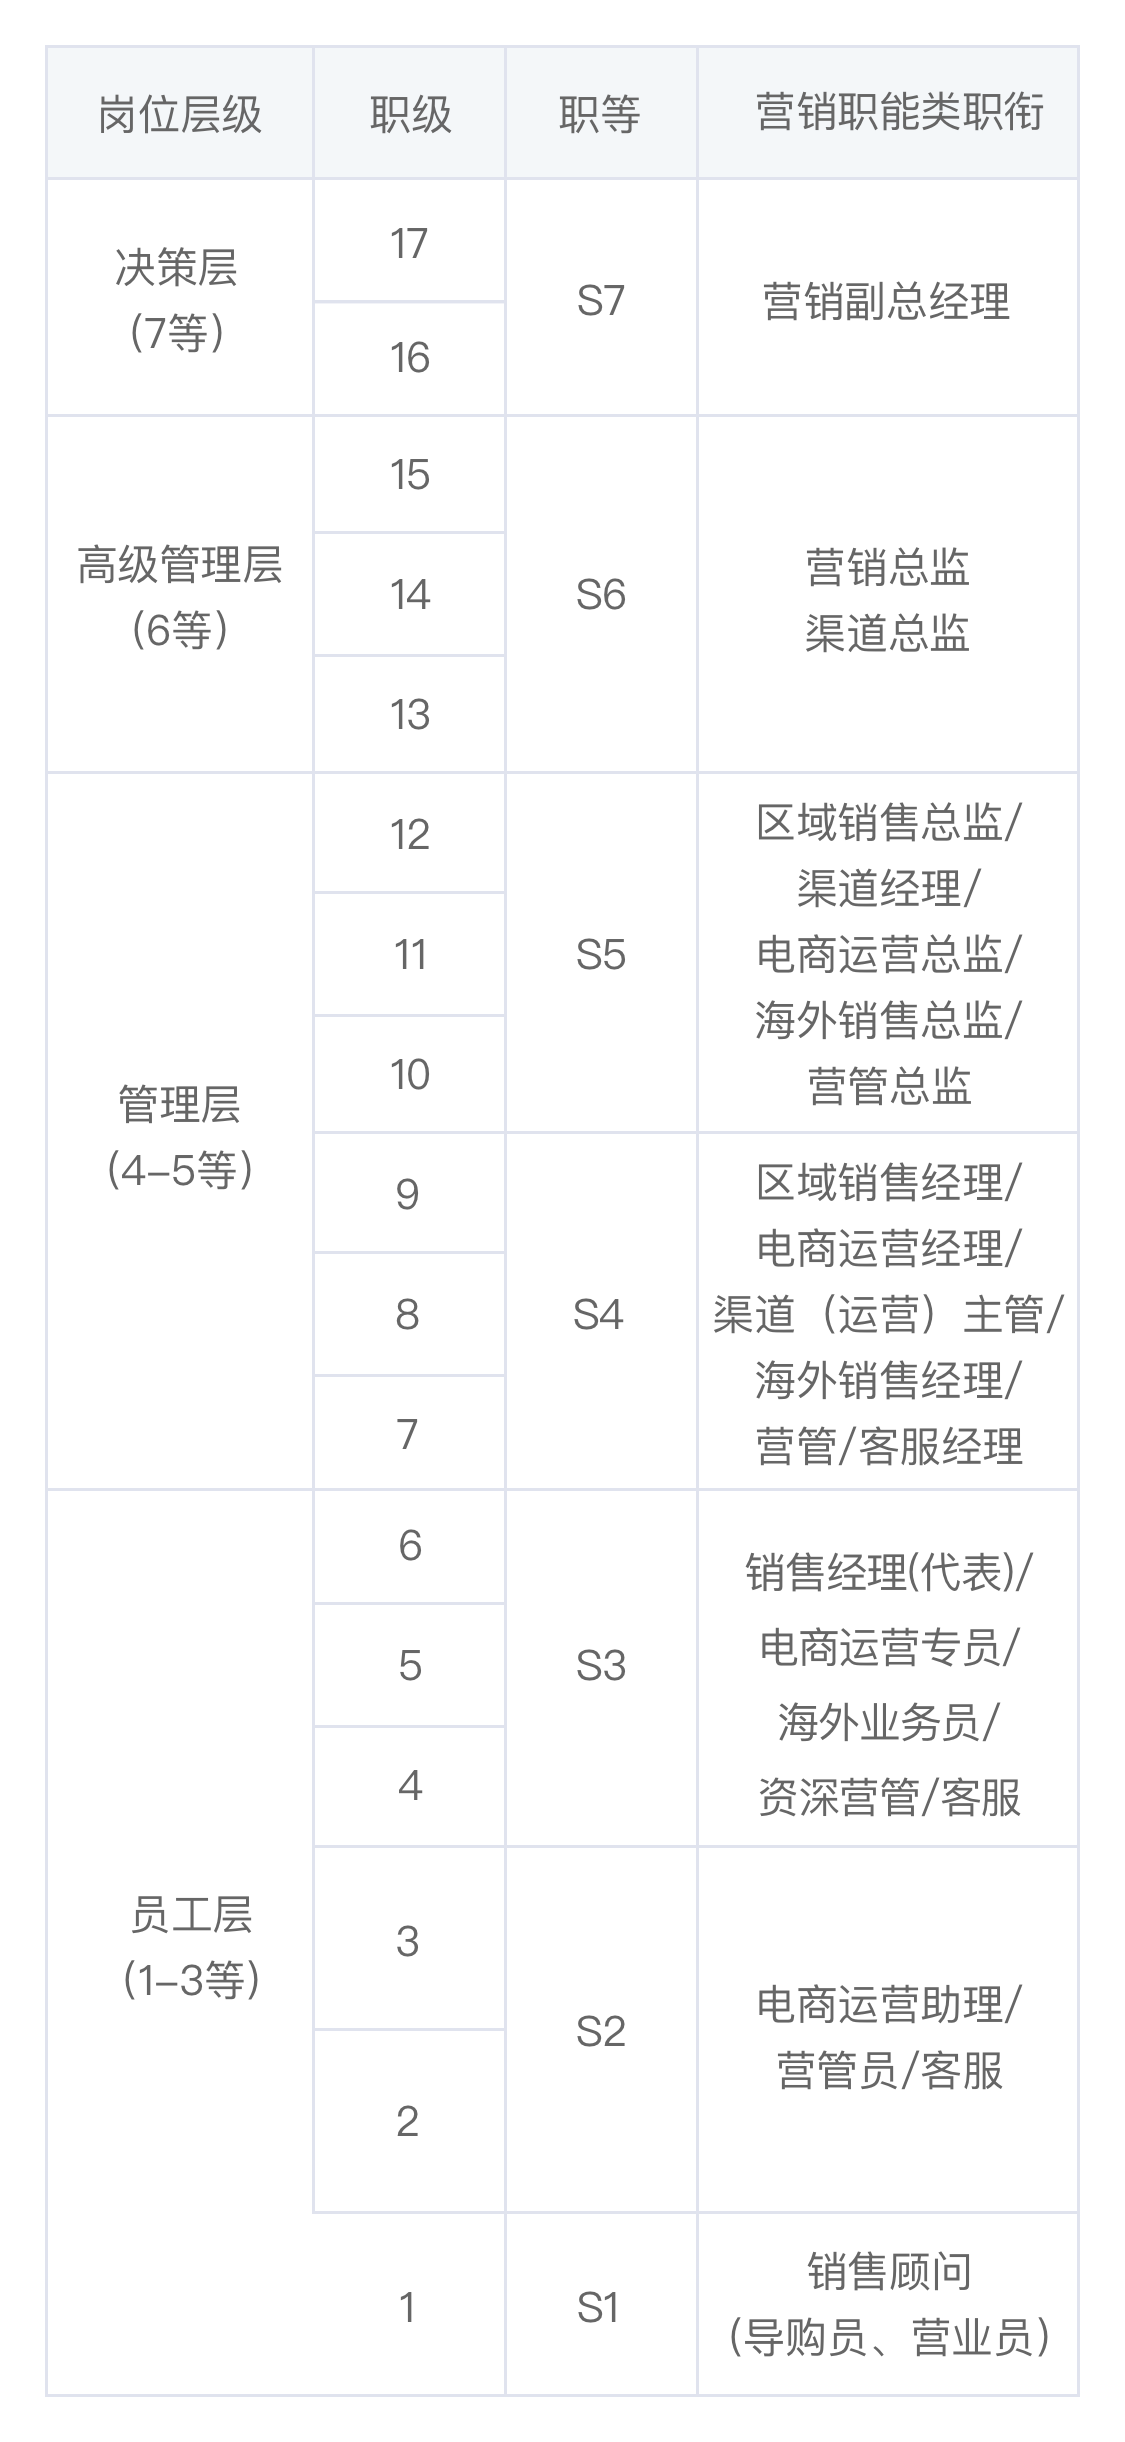 岗位层级 职级 职等 营销职能类职衔
决策层
(7等)
17
16
S7
营销副总经理
高级管理层
(6等)
15
14
13
S6
营销总监
渠道总监
管理层
(4–5等)
12
11
10
S5
区域销售总监/
渠道经理/
电商运营总监/
海外销售总监/
营管总监
9
8
7
S4
区域销售经理/
电商运营经理/
渠道（运营）主管/
海外销售经理/
营管/客服经理
员工层
(1–3等)
6
5
4
S3
销售经理(代表)/
电商运营专员/
海外业务员/
资深营管/客服
3
2
S2
电商运营助理/
营管员/客服
1
S1
销售顾问
(导购员、营业员)